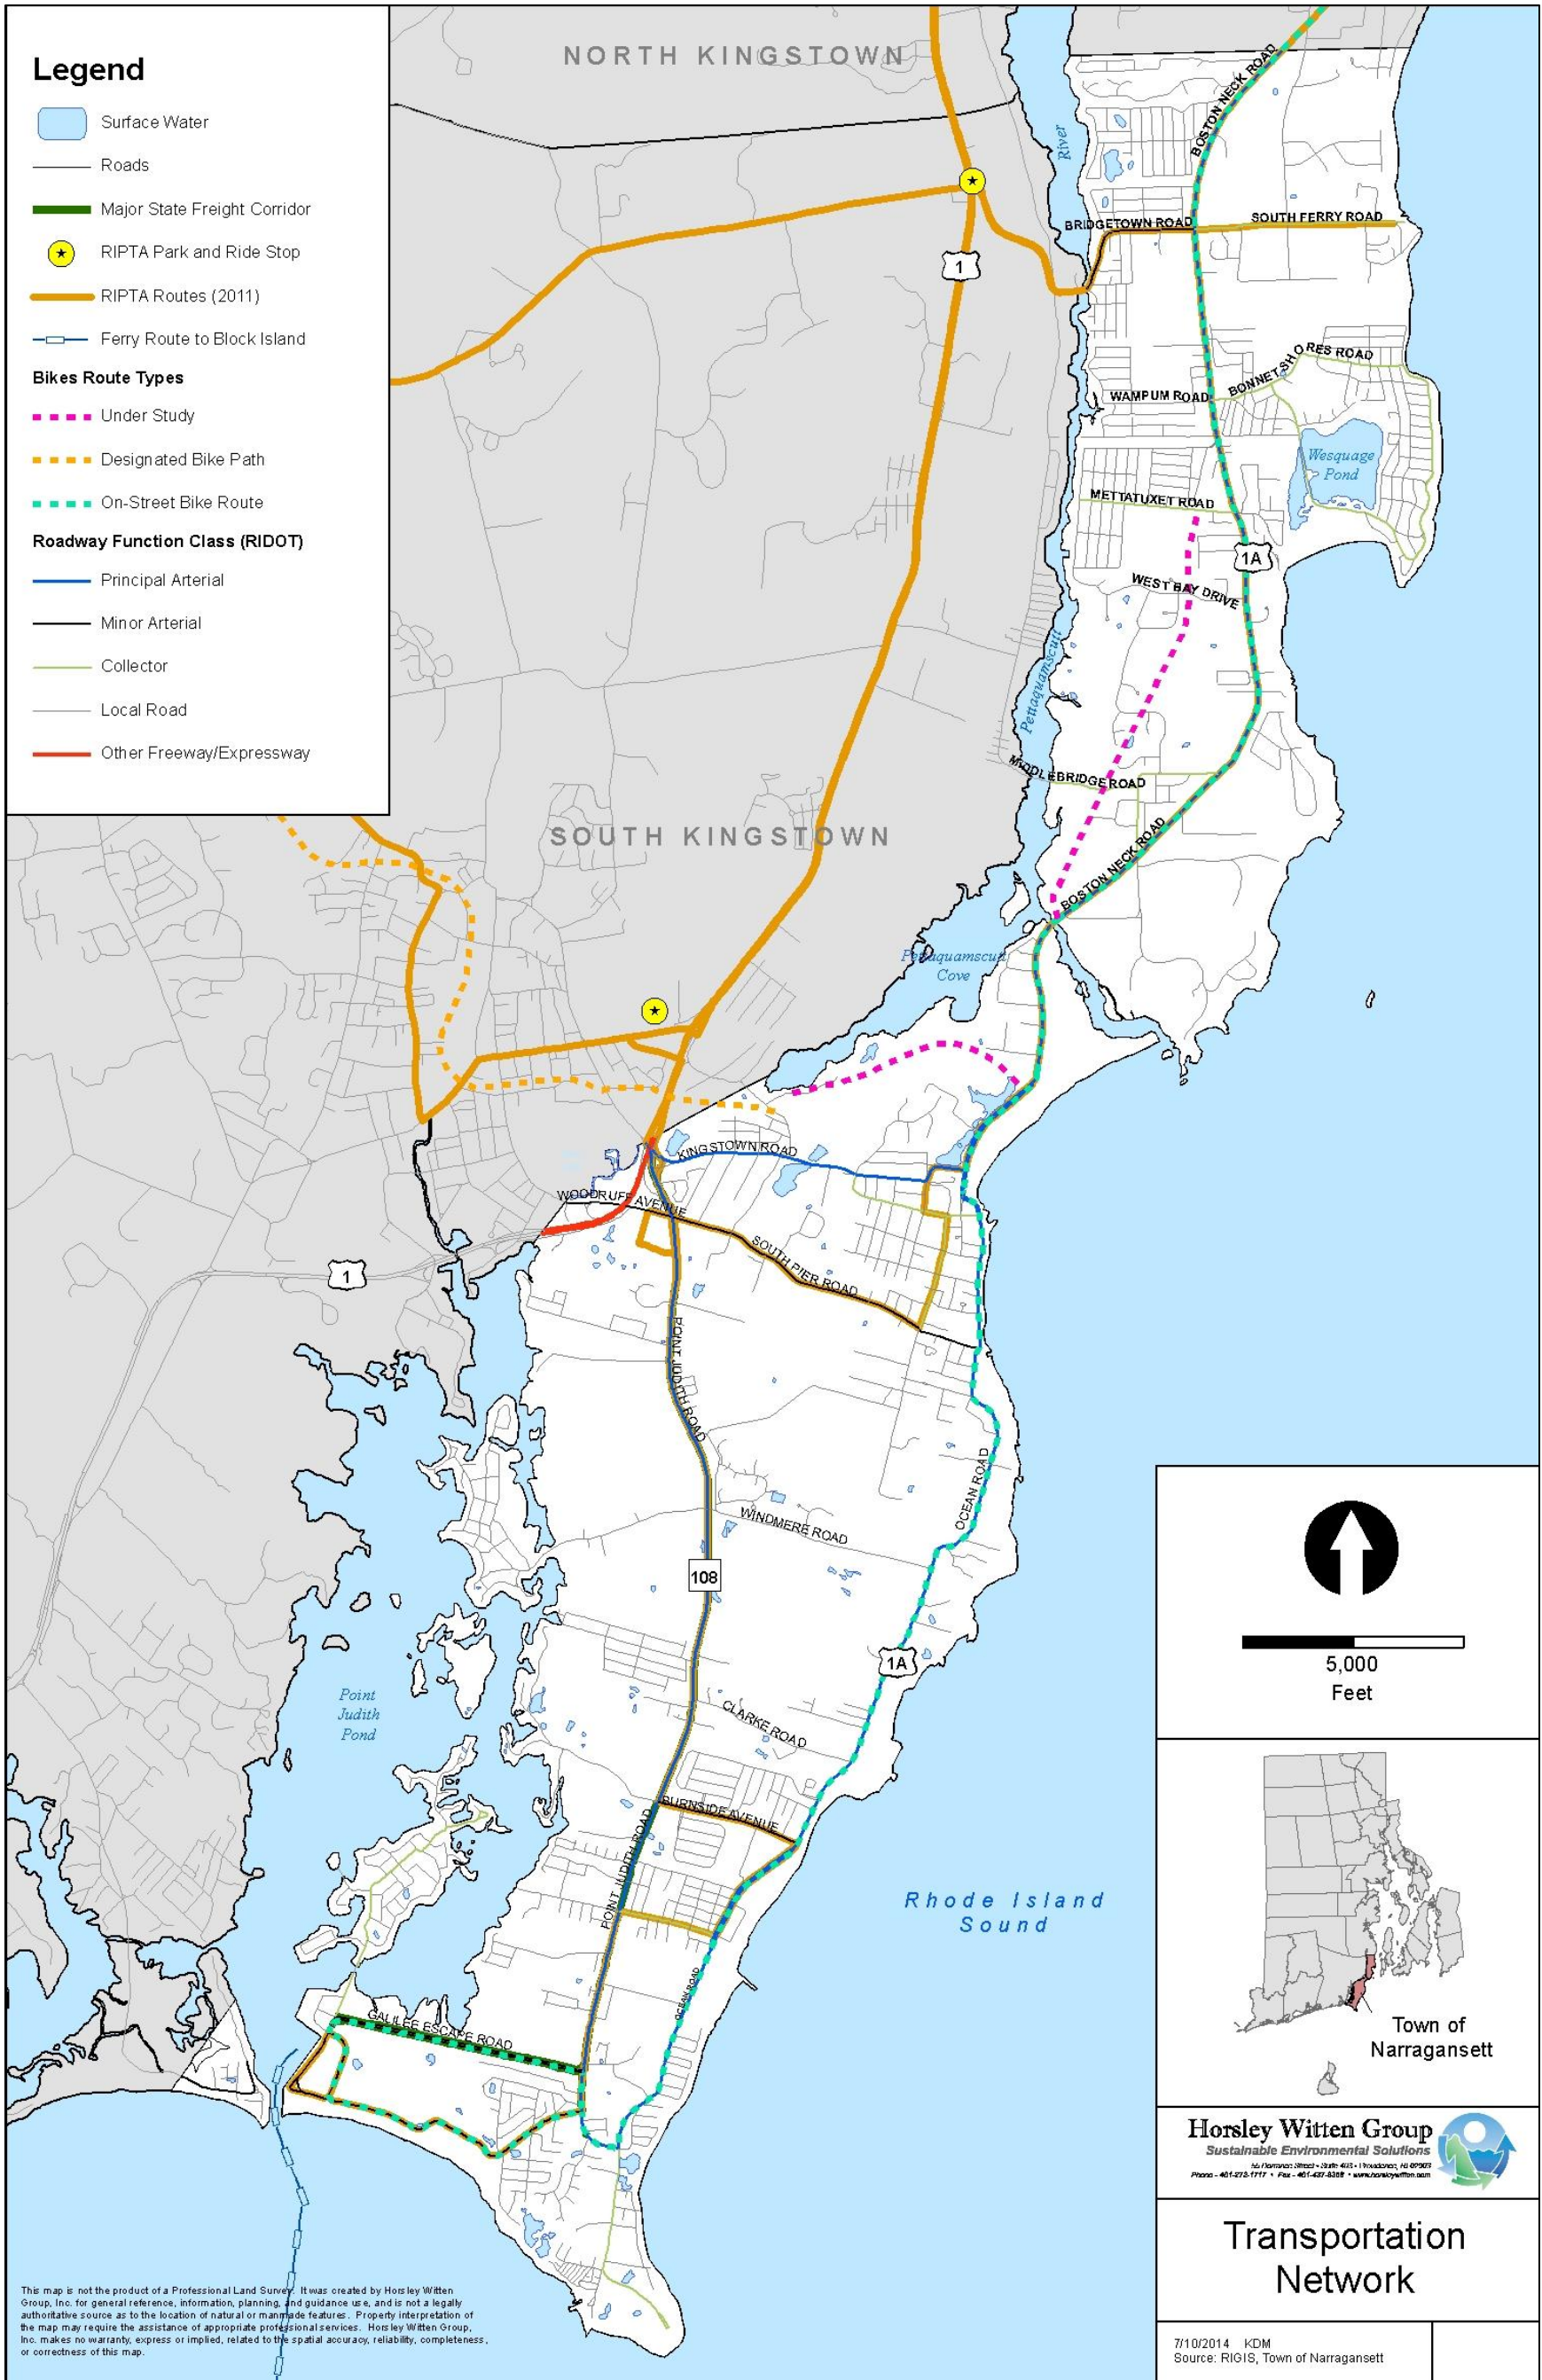 Legend
Surface Water
Roads
Major State Freight Corridor
RIPTA Park and Ride Stop
RIPTA Routes (2011)
Ferry Route to Block Island
Bikes Route Types
Under Study
Designated Bike Path
On-Street Bike Route
Roadway Function Class (RIDOT)
Principal Arterial
Minor Arterial
Collector
Local Road
Other Freeway/Expressway
NORTH KINGSTOWN
BOSTON NECK ROAD
River
BRIDGETOWN ROAD
SOUTH FERRY ROAD
1
BONNET SHORES ROAD
WAMPUM ROAD
Wesquage
Pond
METTATUXET ROAD
1A
WEST BAY DRIVE
Pettaquamscutt
MIDDLEBRIDGE ROAD
SOUTH KINGSTOWN
BOSTON NECK ROAD
Pettaquamscutt
Cove
KINGSTOWN ROAD
WOODRUFF AVENUE
SOUTH PIER ROAD
1
POINT JUDITH ROAD
OCEAN ROAD
WINDMERE ROAD
108
1A
Point
Judith
Pond
CLARKE ROAD
BURNSIDE AVENUE
POINT JUDITH ROAD
Rhode Island
Sound
OCEAN ROAD
GALILEE ESCAPE ROAD
5,000
Feet
Town of
Narragansett
Horsley Witten Group
Sustainable Environmental Solutions
Transportation
Network
7/10/2014 KDM
Source: RIGIS, Town of Narragansett
This map is not the product of a Professional Land Survey. It was created by Horsley Witten
Group, Inc. for general reference, information, planning, and guidance use, and is not a legally
authoritative source as to the location of natural or manmade features. Property interpretation of
the map may require the assistance of appropriate professional services. Horsley Witten Group,
Inc. makes no warranty, express or implied, related to the spatial accuracy, reliability, completeness,
or correctness of this map.